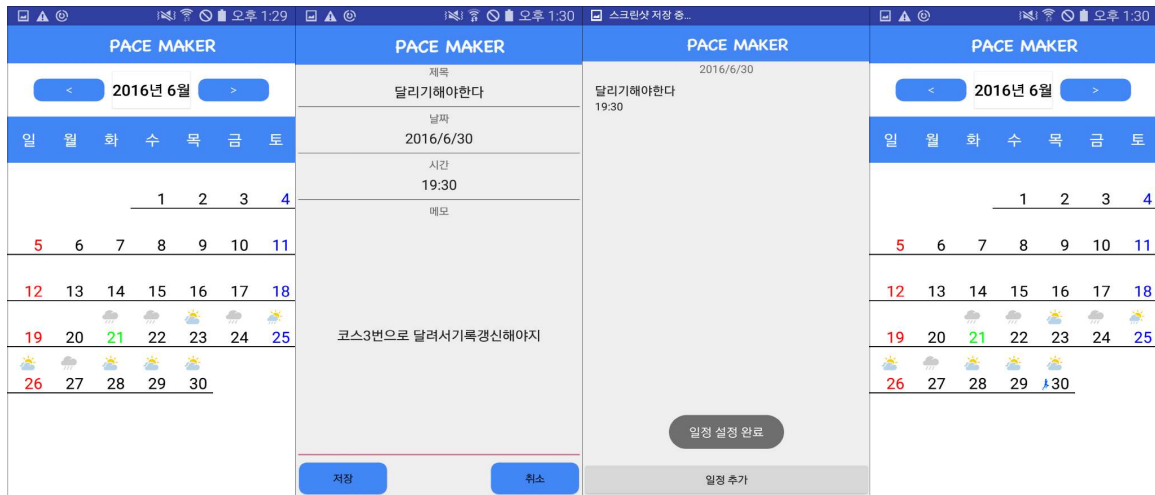 오후 1:29
PACE MAKER
<
2016년 6월
>
일 월 화 수 목 금 토
1 2 3 4
5 6 7 8 9 10 11
12 13 14 15 16 17 18
19 20 21 22 23 24 25
26 27 28 29 30
오후 1:30
PACE MAKER
제목
달리기해야한다
날짜
2016/6/30
시간
19:30
메모
코스3번으로 달려서기록갱신해야지
저장 취소
스크린샷 저장 중...
PACE MAKER
2016/6/30
달리기해야한다
19:30
일정 설정 완료
일정 추가
오후 1:30
PACE MAKER
<
2016년 6월
>
일 월 화 수 목 금 토
1 2 3 4
5 6 7 8 9 10 11
12 13 14 15 16 17 18
19 20 21 22 23 24 25
26 27 28 29 30